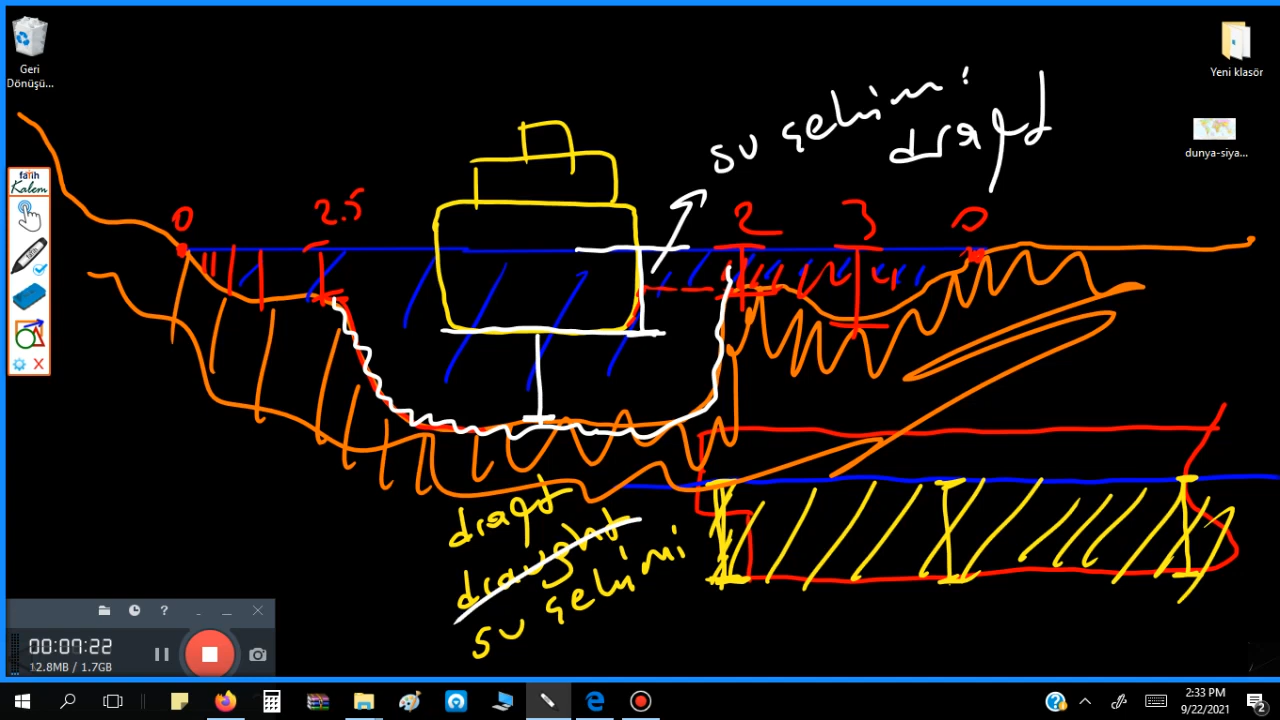 Geri
Dönüşü...
Yeni klasör
dunya-siya...
fatih
Kalem
su çekimi :
draft
0
2.5
2
3
0
draft
draught
su çekimi
00:07:22
12.8MB / 1.7GB
2:33 PM
9/22/2021
2